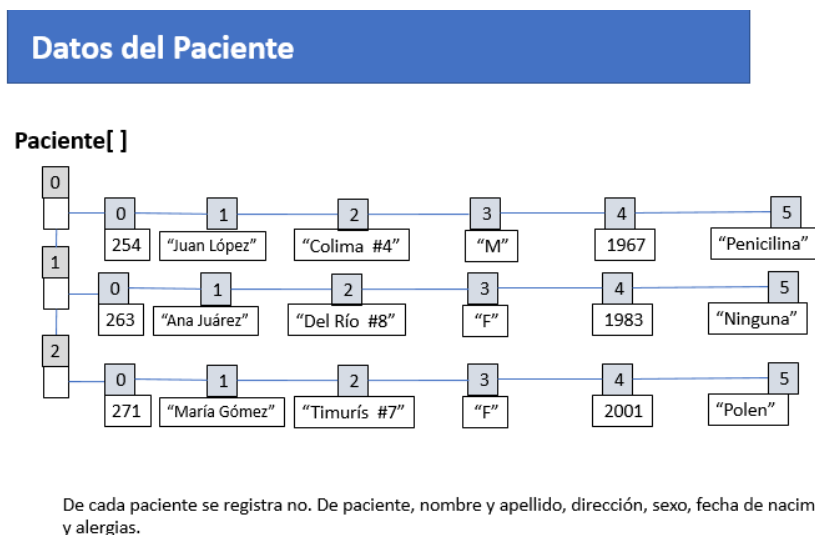 Datos del Paciente
Paciente[ ]
0
0 1 2 3 4 5
254 “Juan López” “Colima #4” “M” 1967 “Penicilina”
1
0 1 2 3 4 5
263 “Ana Juárez” “Del Río #8” “F” 1983 “Ninguna”
2
0 1 2 3 4 5
271 “María Gómez” “Timurís #7” “F” 2001 “Polen”
De cada paciente se registra no. De paciente, nombre y apellido, dirección, sexo, fecha de nacim
y alergias.